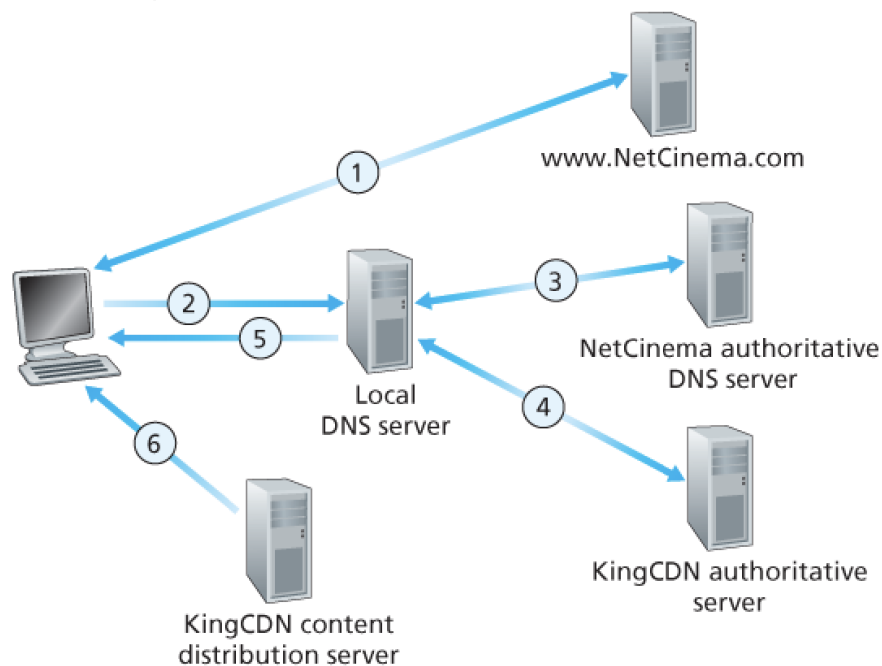 www.NetCinema.com
1
2
3
5
NetCinema authoritative
DNS server
Local
DNS server
4
6
KingCDN authoritative
server
KingCDN content
distribution server